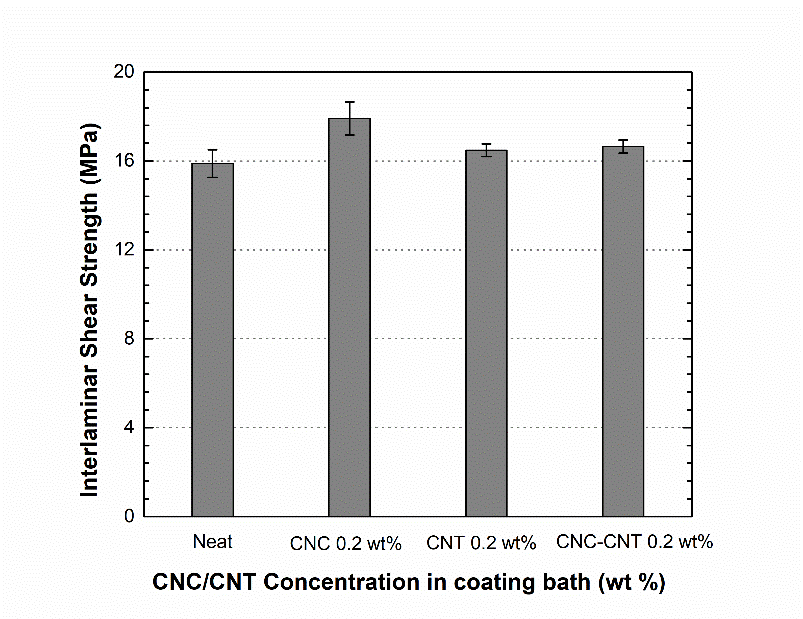 20
16
12
8
4
0
Interlaminar Shear Strength (MPa)
Neat
CNC 0.2 wt%
CNT 0.2 wt%
CNC-CNT 0.2 wt%
CNC/CNT Concentration in coating bath (wt %)